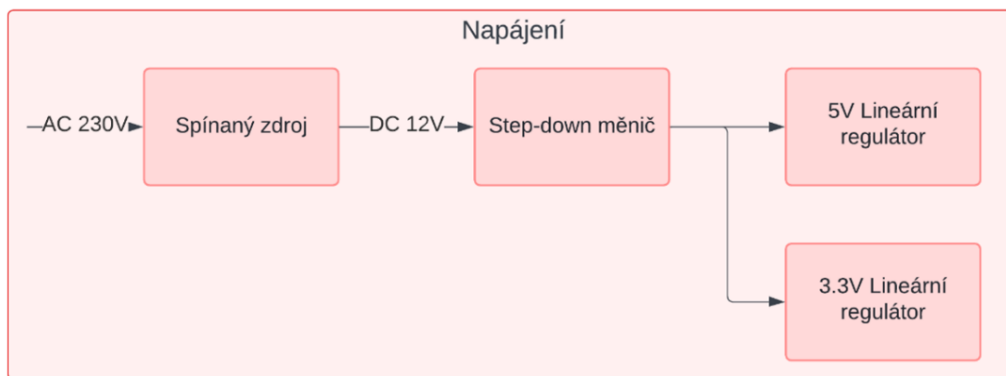 Napájení
AC 230V
Spínaný zdroj
DC 12V
Step-down měnič
5V Lineární
regulátor
3.3V Lineární
regulátor